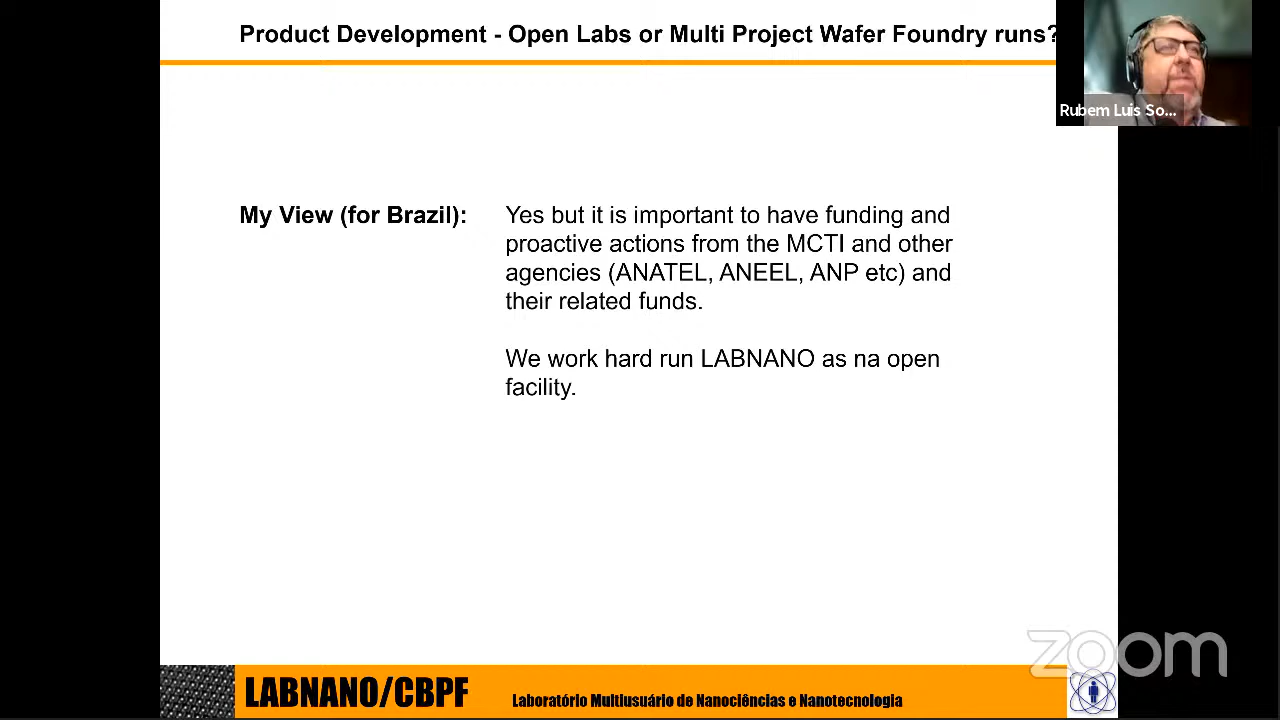 Product Development - Open Labs or Multi Project Wafer Foundry runs?
Rubem Luis So...
My View (for Brazil):
Yes but it is important to have funding and
proactive actions from the MCTI and other
agencies (ANATEL, ANEEL, ANP etc) and
their related funds.
We work hard run LABNANO as na open
facility.
zoom
LABNANO/CBPF
Laboratório Multiusuário de Nanociências e Nanotecnologia